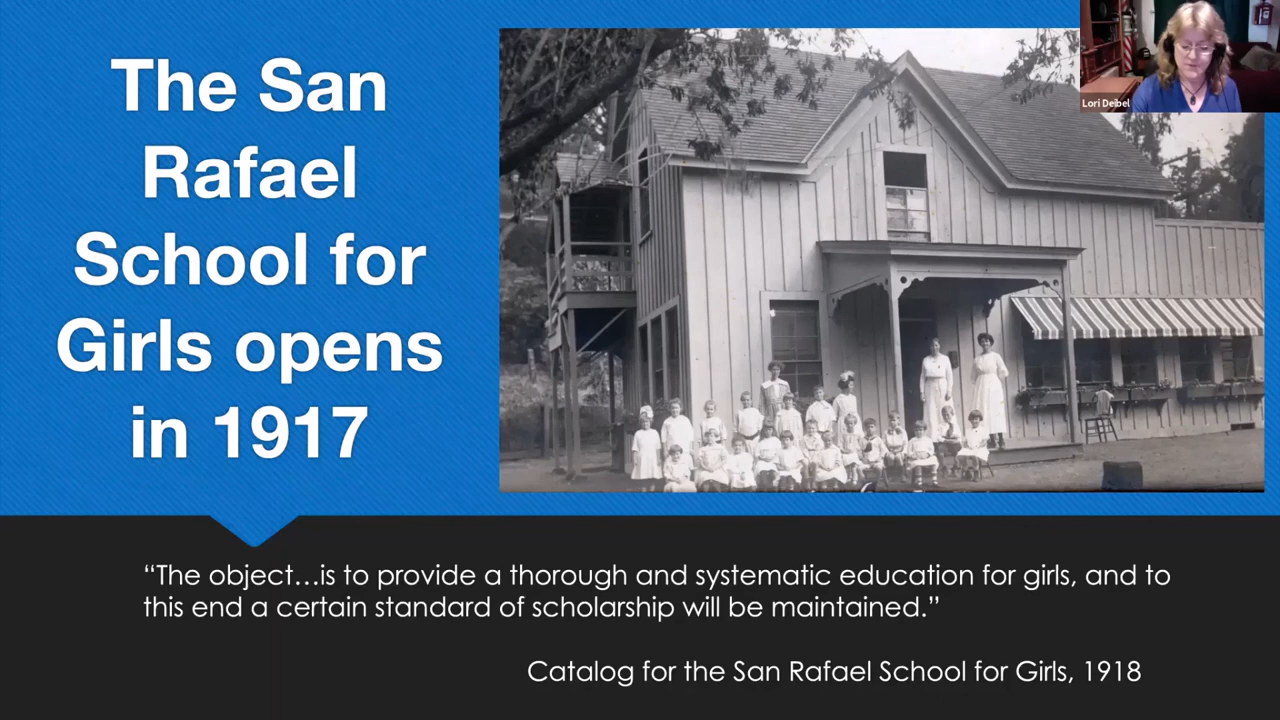 The San
Rafael
School for
Girls opens
in 1917
Lori Deibel
“The object…is to provide a thorough and systematic education for girls, and to
this end a certain standard of scholarship will be maintained.”
Catalog for the San Rafael School for Girls, 1918